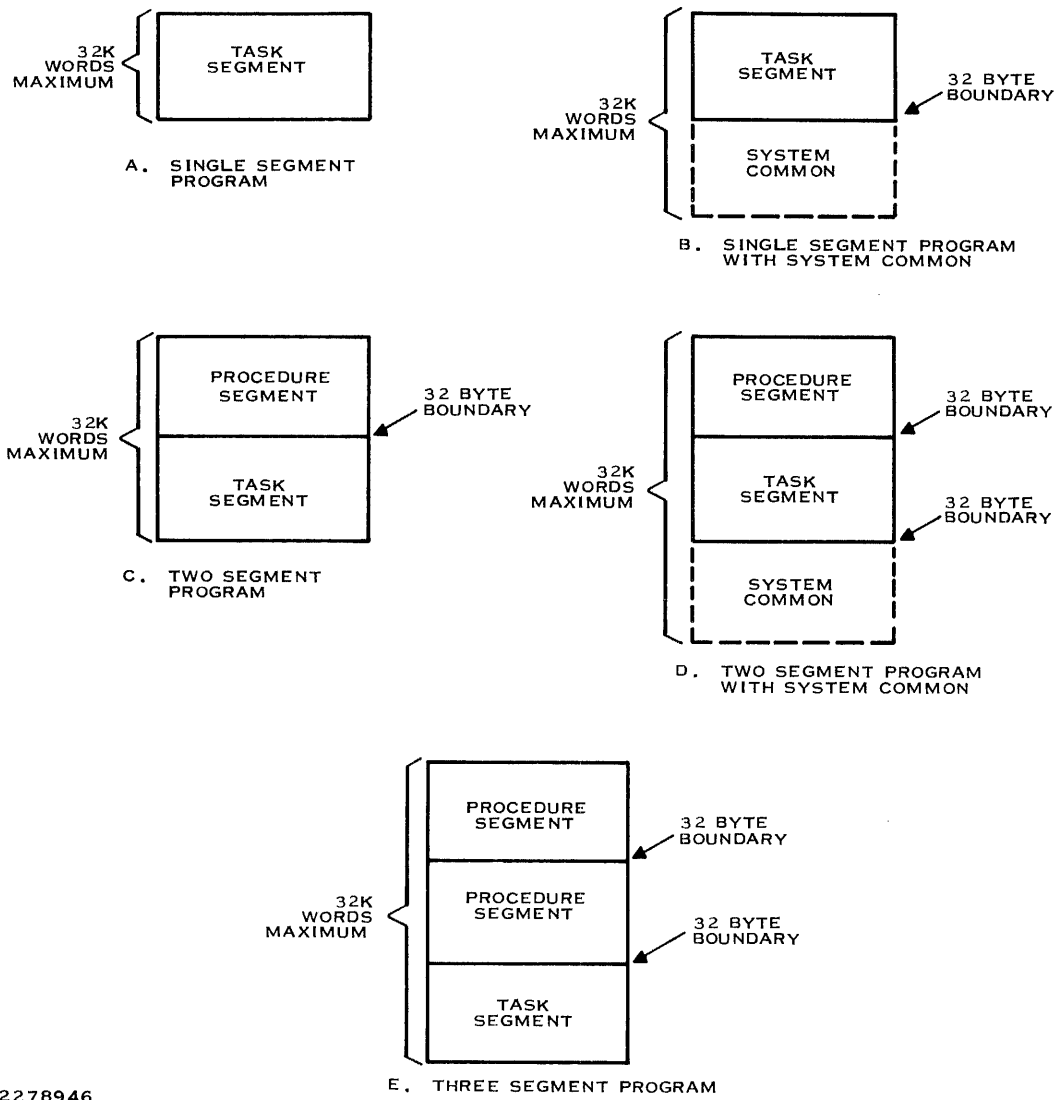 32K
WORDS
MAXIMUM
TASK
SEGMENT
A. SINGLE SEGMENT
PROGRAM
32K
WORDS
MAXIMUM
TASK
SEGMENT
32 BYTE
BOUNDARY
SYSTEM
COMMON
B. SINGLE SEGMENT PROGRAM
WITH SYSTEM COMMON
32K
WORDS
MAXIMUM
PROCEDURE
SEGMENT
32 BYTE
BOUNDARY
TASK
SEGMENT
C. TWO SEGMENT
PROGRAM
32K
WORDS
MAXIMUM
PROCEDURE
SEGMENT
32 BYTE
BOUNDARY
TASK
SEGMENT
32 BYTE
BOUNDARY
SYSTEM
COMMON
D. TWO SEGMENT PROGRAM
WITH SYSTEM COMMON
32K
WORDS
MAXIMUM
PROCEDURE
SEGMENT
32 BYTE
BOUNDARY
PROCEDURE
SEGMENT
32 BYTE
BOUNDARY
TASK
SEGMENT
E. THREE SEGMENT PROGRAM
2278946